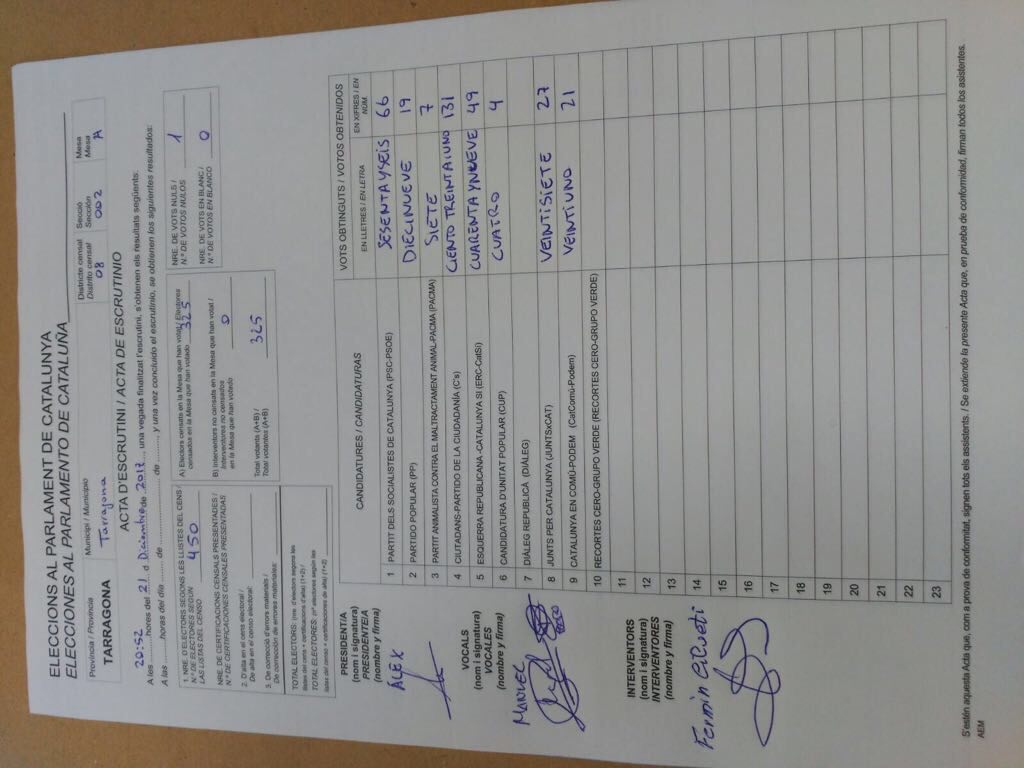 ELECCIONS AL PARLAMENT DE CATALUNYA
ELECCIONES AL PARLAMENTO DE CATALUÑA
Província / Provincia
TARRAGONA
Municipi / Municipio
Tarragona
Districte censal
Distrito censal
08
Secció
Sección
002
Mesa
Mesa
A
ACTA D'ESCRUTINI / ACTA DE ESCRUTINIO
A les 20:52 hores del 21 d Diciembre de 2017, una vegada finalitzat l'escrutini, s'obtenen els resultats següents:
A las horas del día de de y una vez concluido el escrutinio, se obtienen los siguientes resultados:
1. NRE. D'ELECTORS SEGONS LES LLISTES DEL CENS /
N.º DE ELECTORES SEGÚN
LAS LISTAS DEL CENSO
450
NRE. DE CERTIFICACIONS CENSALS PRESENTADES /
N.º DE CERTIFICACIONES CENSALES PRESENTADAS
2. D'alta en el cens electoral /
De alta en el censo electoral:
3. De correcció d'errors materials /
De corrección de errores materiales:
TOTAL ELECTORS: (nre. d'electors segons les
llistes del cens + certificacions d'alta) (1+2) /
TOTAL ELECTORES: (nº electores según las
listas del censo + certificaciones de alta) (1+2)
A) Electors censats en la Mesa que han votat / Electores
censados en la Mesa que han votado 325
B) Interventors no censats en la Mesa que han votat /
Interventores no censados
en la Mesa que han votado
0
Total votants (A+B) /
Total votantes (A+B)
325
NRE. DE VOTS NULS /
N.º DE VOTOS NULOS
1
NRE. DE VOTS EN BLANC /
N.º DE VOTOS EN BLANCO
0
PRESIDENTIA
(nom i signatura)
PRESIDENTE/A
(nombre y firma)
ÁLEX
VOCALS
(nom i signatura)
VOCALES
(nombre y firma)
MANUEL
INTERVENTORS
(nom i signatura)
INTERVENTORES
(nombre y firma)
Fermin
CANDIDATURES / CANDIDATURAS
VOTS OBTINGUTS / VOTOS OBTENIDOS
EN LLETRES / EN LETRA
EN XIFRES / EN NÚM.
1 PARTIT DELS SOCIALISTES DE CATALUNYA (PSC-PSOE) SESENTA Y SEIS 66
2 PARTIDO POPULAR (PP) DIECINUEVE 19
3 PARTIT ANIMALISTA CONTRA EL MALTRACTAMENT ANIMAL-PACMA (PACMA) SIETE 7
4 CIUTADANS-PARTIDO DE LA CIUDADANÍA (C's) CIENTO TREINTAIUNO 131
5 ESQUERRA REPUBLICANA -CATALUNYA SÍ (ERC-CatSí) CUARENTA Y NUEVE 49
6 CANDIDATURA D'UNITAT POPULAR (CUP) CUATRO 4
7 DIÀLEG REPUBLICÀ (DIÀLEG)
8 JUNTS PER CATALUNYA (JUNTSxCAT) VEINTISIETE 27
9 CATALUNYA EN COMÚ-PODEM (CatComú-Podem) VEINTIUNO 21
10 RECORTES CERO-GRUPO VERDE (RECORTES CERO-GRUPO VERDE)
11
12
13
14
15
16
17
18
19
20
21
22
23
S'estén aquesta Acta que, com a prova de conformitat, signen tots els assistents. / Se extiende la presente Acta que, en prueba de conformidad, firman todos los asistentes.
AEM